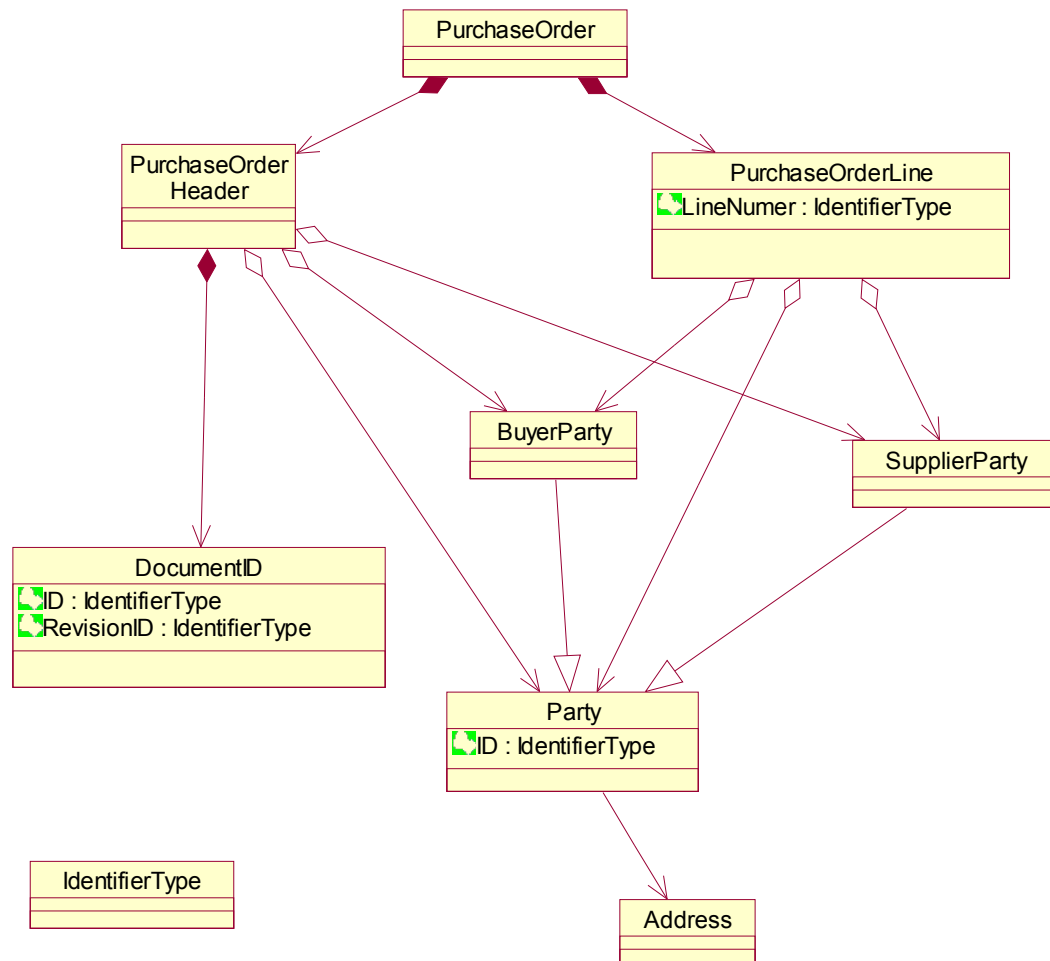 PurchaseOrder
PurchaseOrder
Header
PurchaseOrderLine
LineNumer : IdentifierType
BuyerParty
SupplierParty
DocumentID
ID : IdentifierType
RevisionID : IdentifierType
Party
ID : IdentifierType
IdentifierType
Address